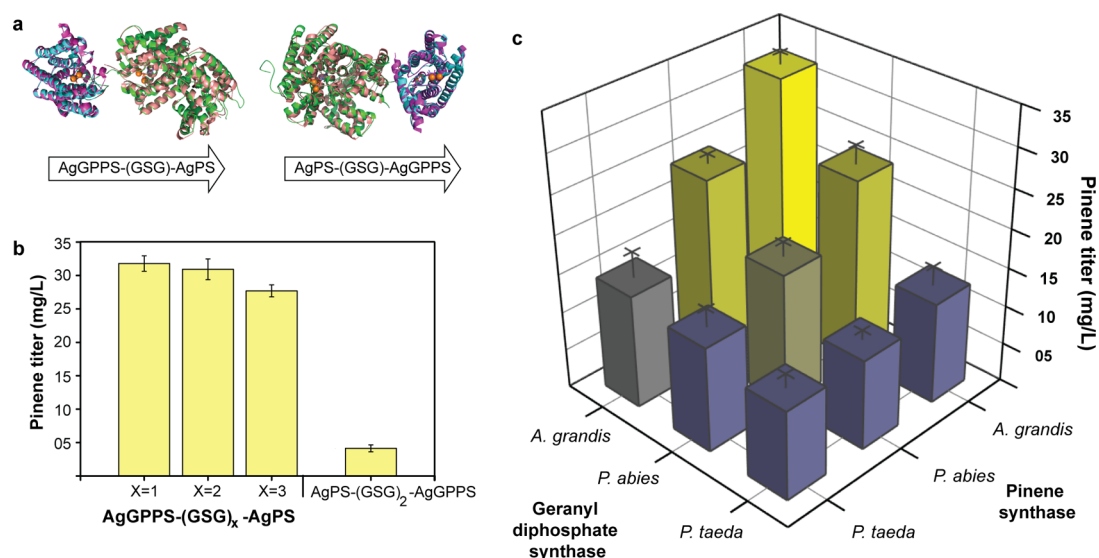 a
AgGPPS-(GSG)-AgPS
AgPS-(GSG)-AgGPPS
b
Pinene titer (mg/L)
35
30
25
20
15
10
05
X=1
X=2
X=3
AgPS-(GSG)2-AgGPPS
AgGPPS-(GSG)x -AgPS
c
35
30
25
20
15
10
05
Pinene titer (mg/L)
A. grandis
P. abies
P. taeda
Geranyl
diphosphate
synthase
A. grandis
P. abies
P. taeda
Pinene
synthase